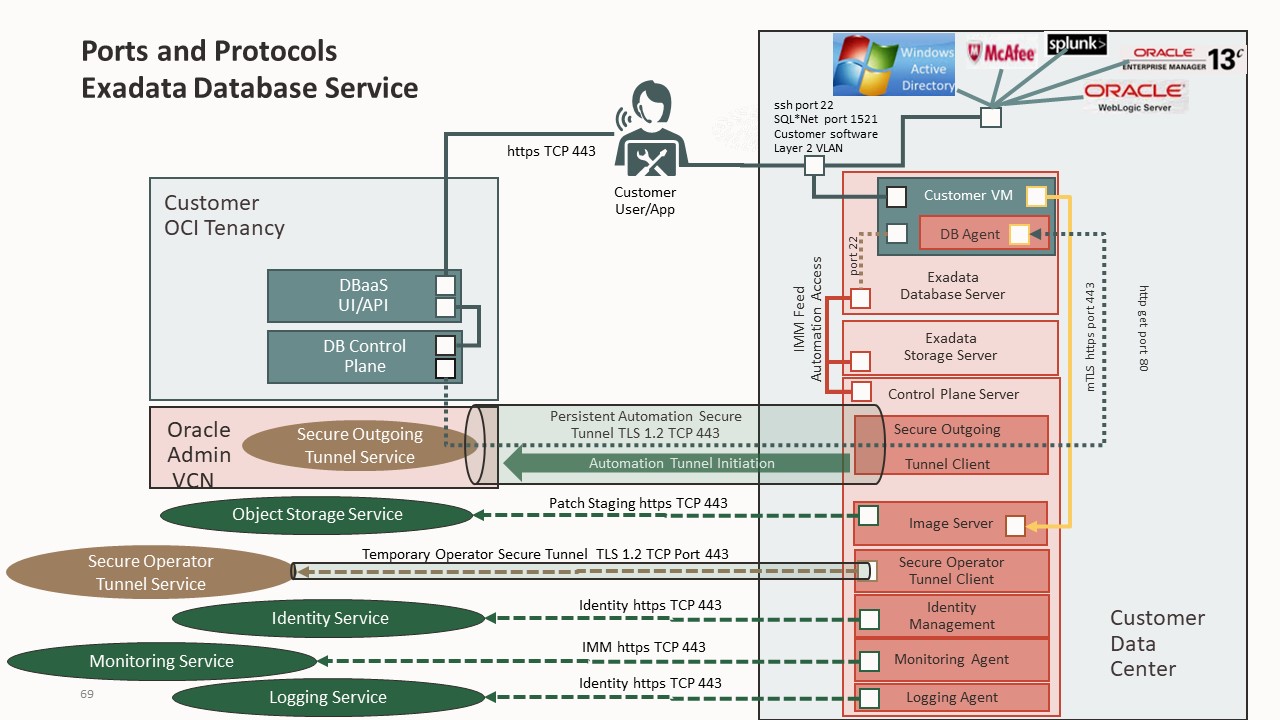 Ports and Protocols
Exadata Database Service
Windows
Active
Directory
McAfee
splunk>
ORACLE
ENTERPRISE MANAGER 13c
ORACLE
WebLogic Server
ssh port 22
SQL*Net port 1521
Customer software
Layer 2 VLAN
https TCP 443
Customer
User/App
Customer
OCI Tenancy
DBaaS
UI/API
DB Control
Plane
Customer VM
DB Agent
port 22
Exadata
Database Server
IMM Feed
Automation Access
Exadata
Storage Server
Control Plane Server
mTLS https port 443
http get port 80
Oracle
Admin
VCN
Secure Outgoing
Tunnel Service
Persistent Automation Secure
Tunnel TLS 1.2 TCP 443
Automation Tunnel Initiation
Secure Outgoing
Tunnel Client
Object Storage Service
Patch Staging https TCP 443
Image Server
Secure Operator
Tunnel Service
Temporary Operator Secure Tunnel TLS 1.2 TCP Port 443
Secure Operator
Tunnel Client
Identity Service
Identity https TCP 443
Identity
Management
Monitoring Service
IMM https TCP 443
Monitoring Agent
Logging Service
Identity https TCP 443
Logging Agent
Customer
Data
Center
69